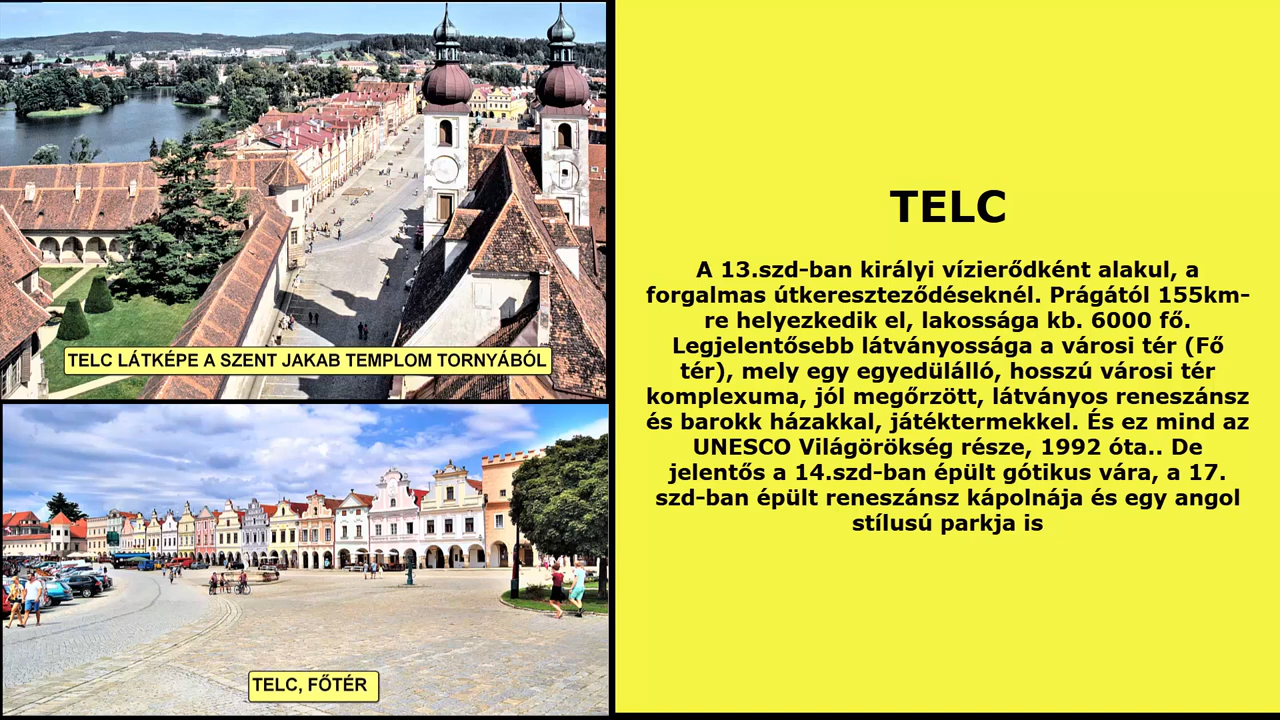 TELC LÁTKÉPE A SZENT JAKAB TEMPLOM TORNYÁBÓL
TELC, FŐTÉR
TELC
A 13.szd-ban királyi vízierődként alakul, a
forgalmas útkereszteződéseknél. Prágától 155km-
re helyezkedik el, lakossága kb. 6000 fő.
Legjelentősebb látványossága a városi tér (Fő
tér), mely egy egyedülálló, hosszú városi tér
komplexuma, jól megőrzött, látványos reneszánsz
és barokk házakkal, játéktermekkel. És ez mind az
UNESCO Világörökség része, 1992 óta.. De
jelentős a 14.szd-ban épült gótikus vára, a 17.
szd-ban épült reneszánsz kápolnája és egy angol
stílusú parkja is